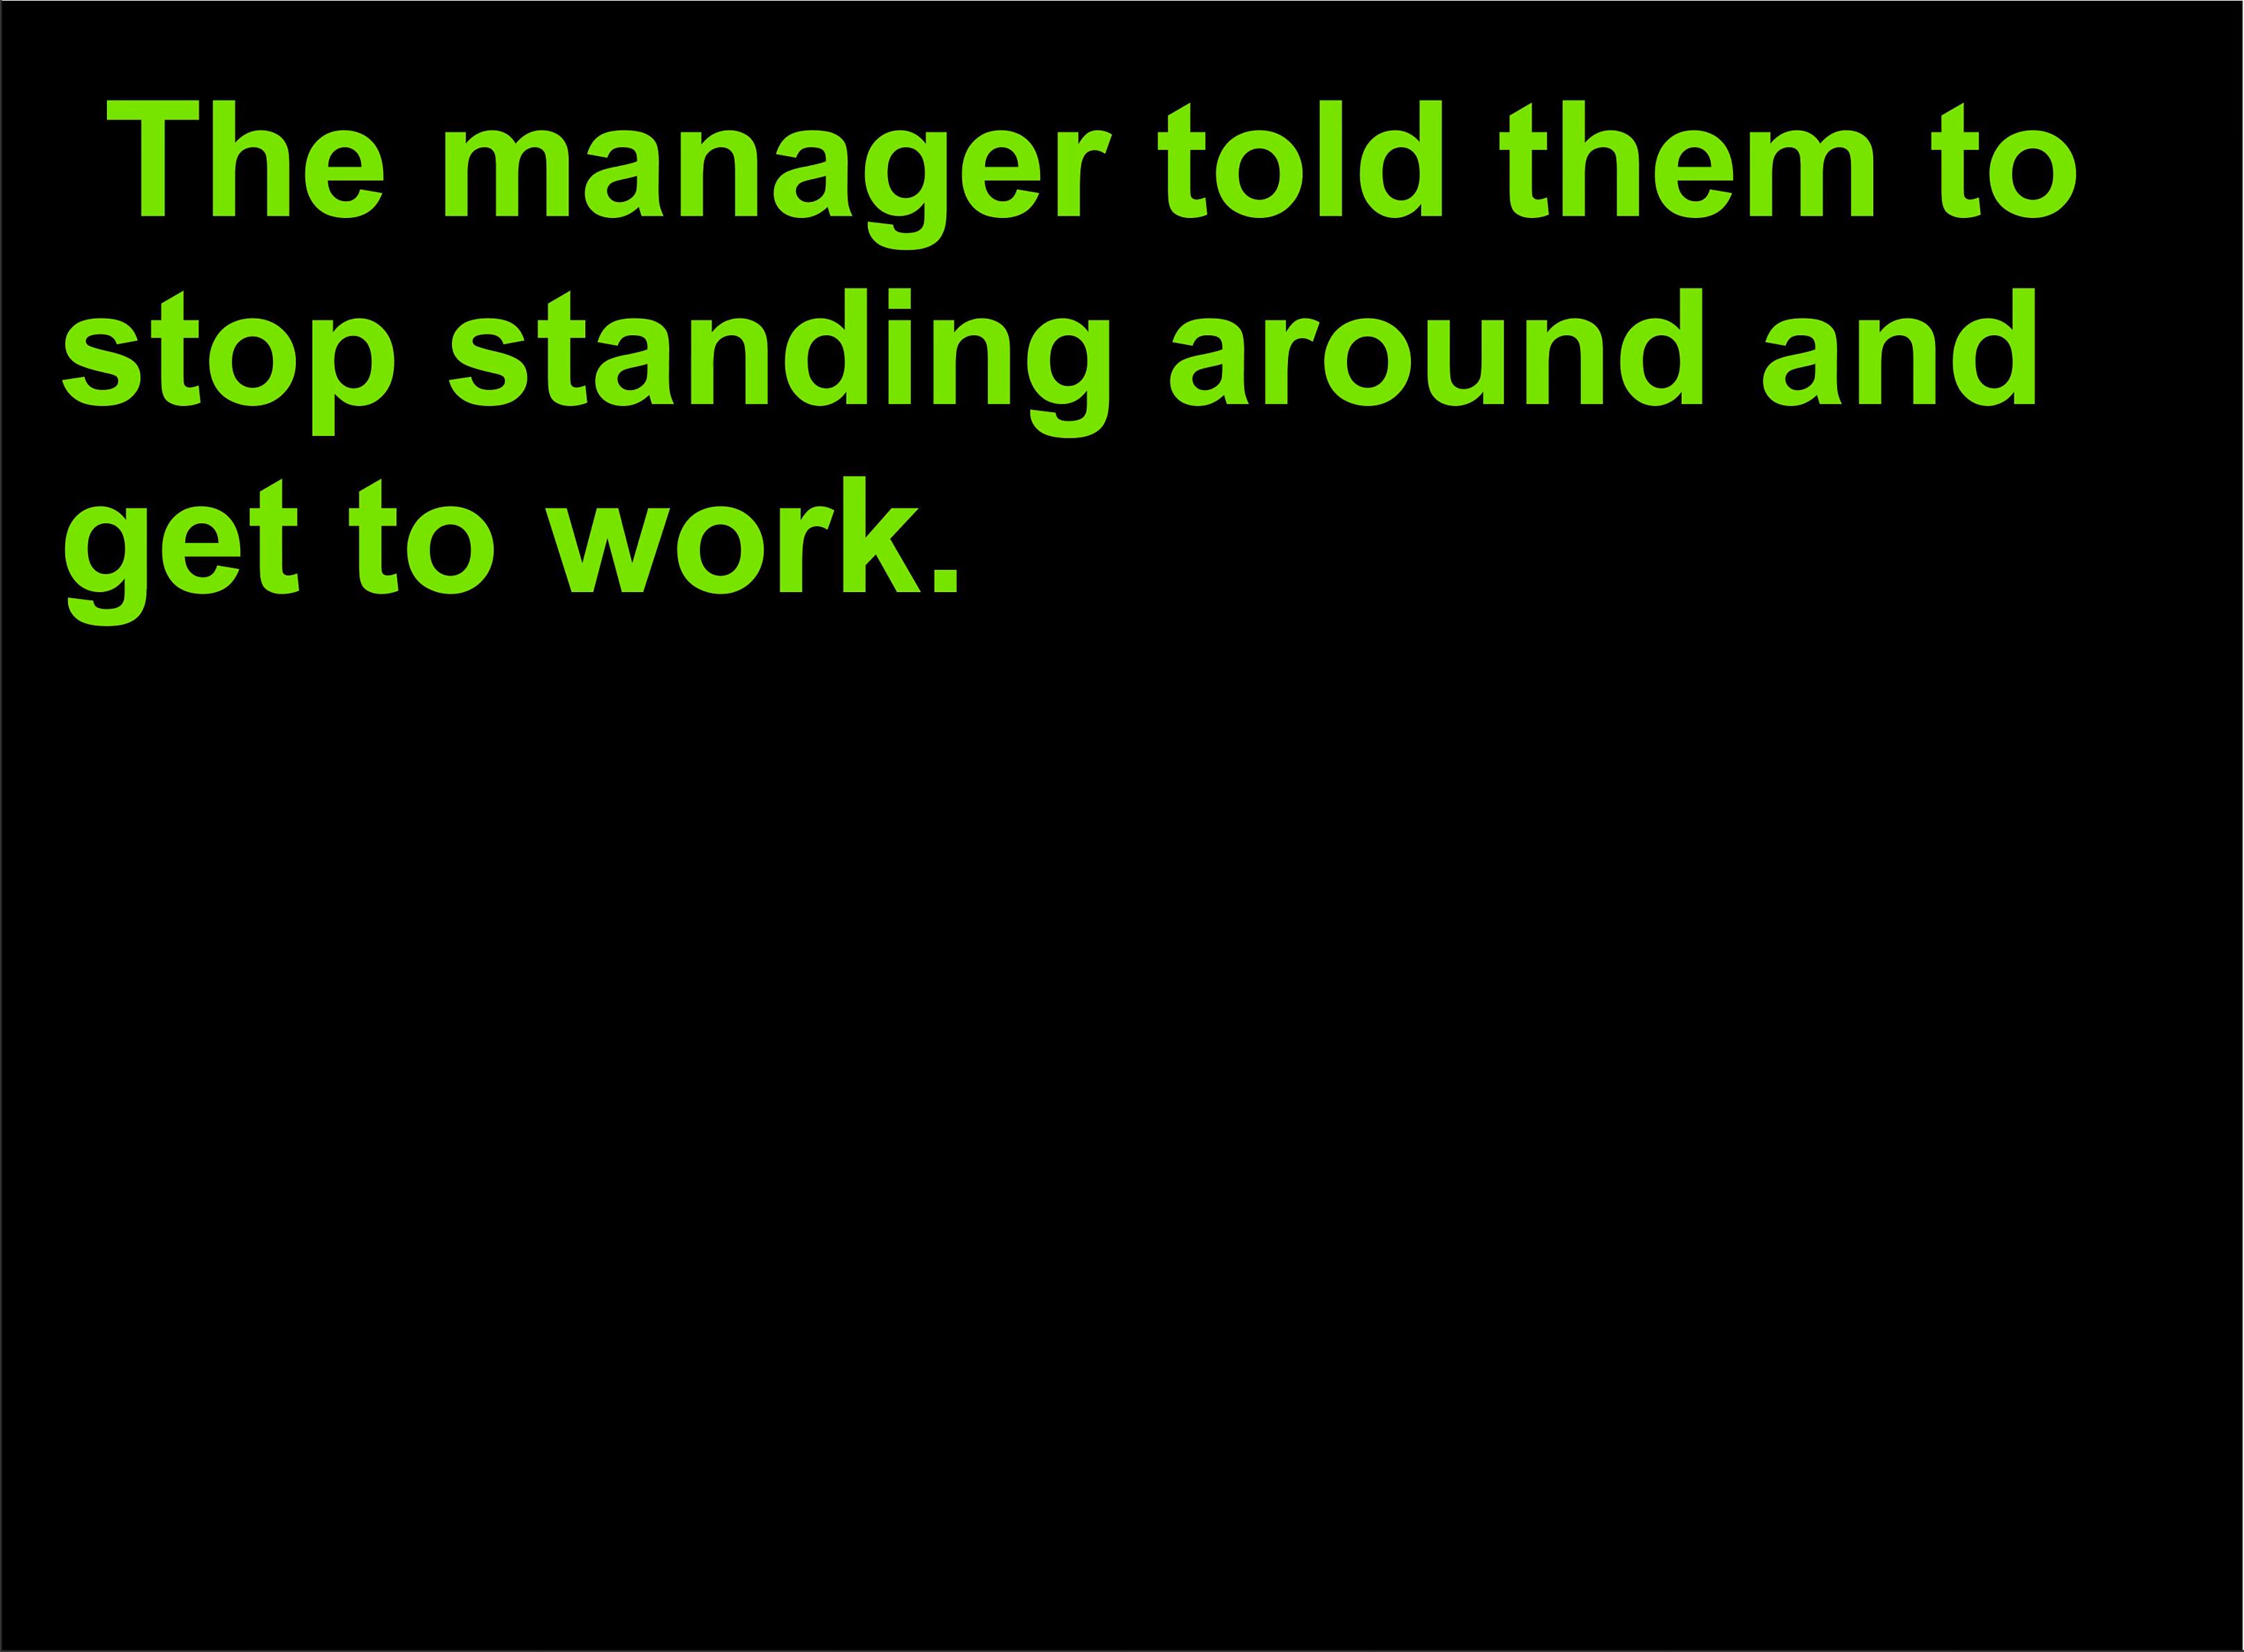 The manager told them to
stop standing around and
get to work.